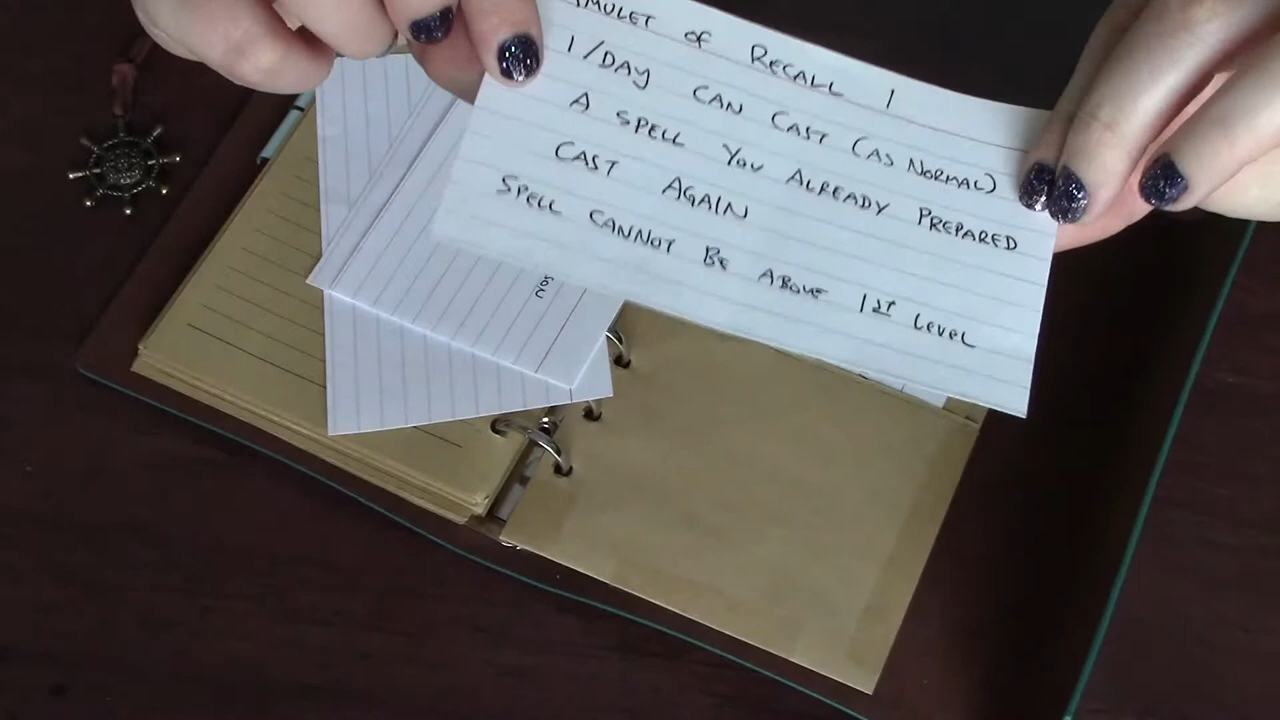 AMULET OF RECALL 1
1/DAY CAN CAST (AS NORMAL)
A SPELL YOU ALREADY PREPARED
CAST AGAIN
SPELL CANNOT BE ABOVE 1ST LEVEL